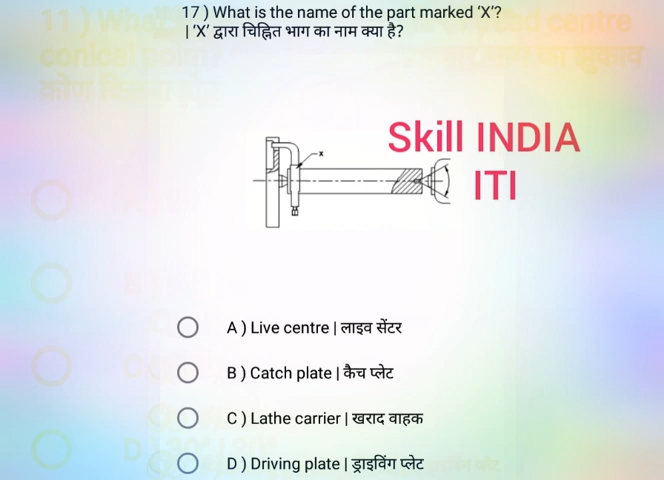 17 ) What is the name of the part marked ‘X’?
| ‘X’ द्वारा चिह्नित भाग का नाम क्या है?
Skill INDIA
ITI
x
A ) Live centre | लाइव सेंटर
B ) Catch plate | कैच प्लेट
C ) Lathe carrier | खराद वाहक
D ) Driving plate | ड्राइविंग प्लेट